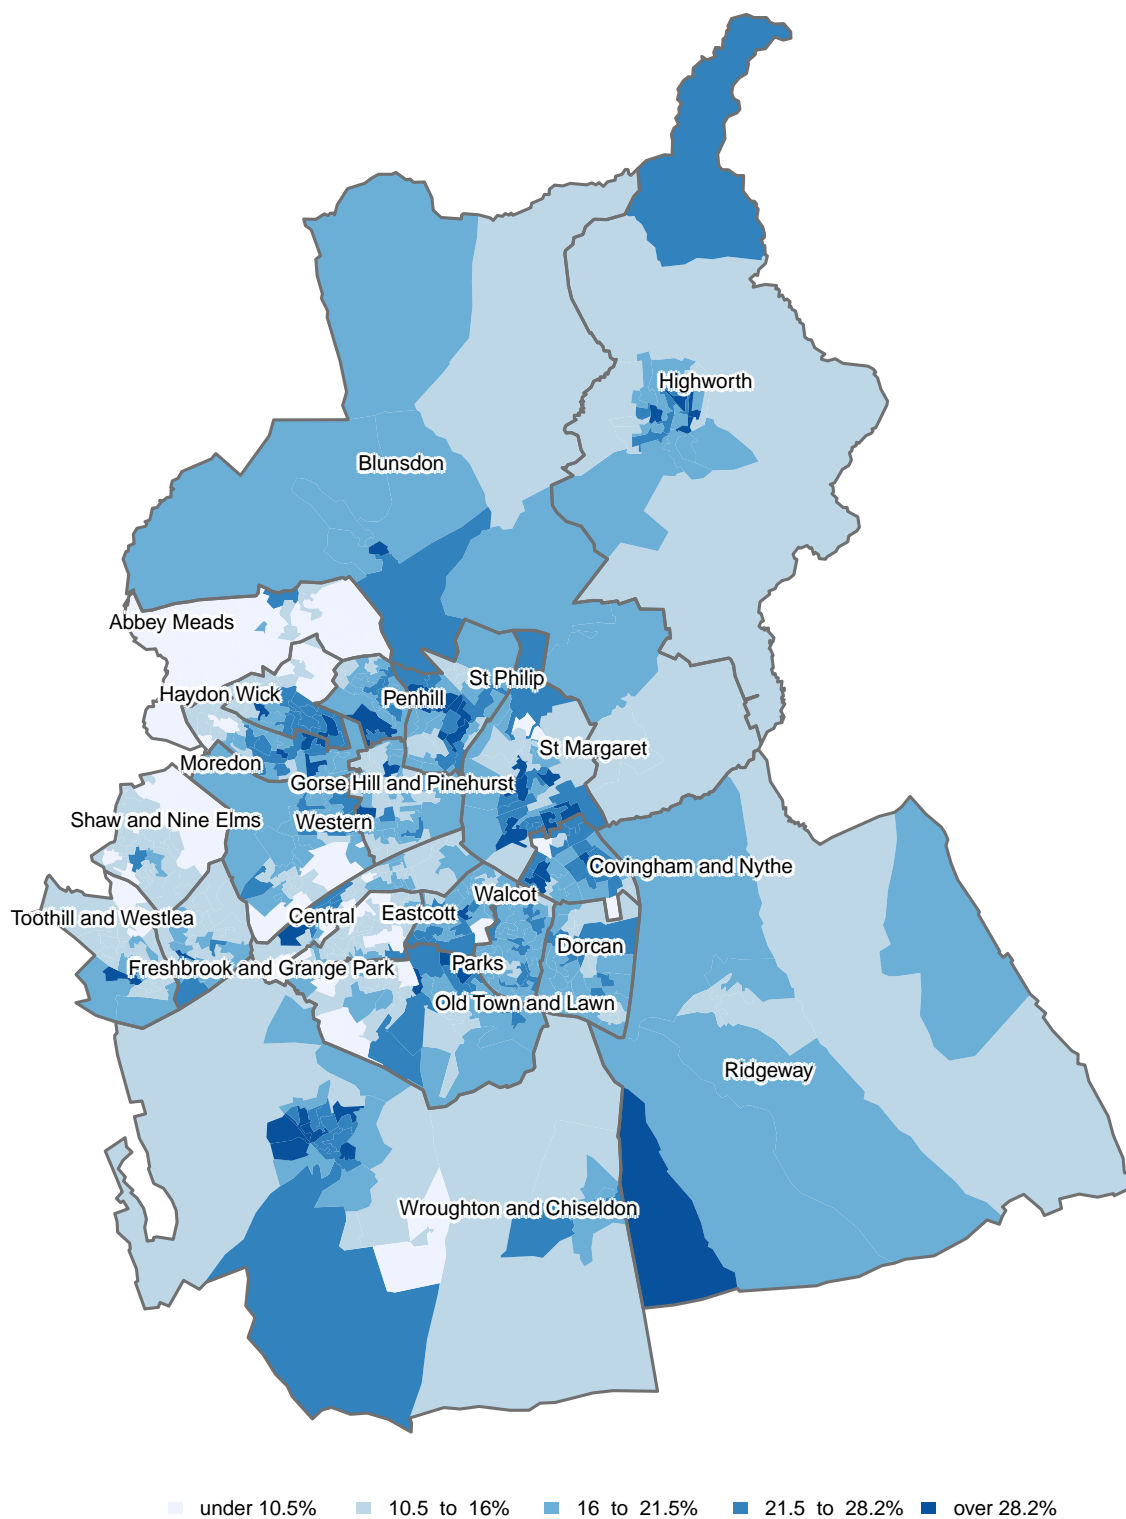 Highworth
Blunsdon
Abbey Meads
St Philip
Haydon Wick
Penhill
St Margaret
Moredon
Gorse Hill and Pinehurst
Shaw and Nine Elms
Western
Covingham and Nythe
Walcot
Toothill and Westlea
Central
Eastcott
Dorcan
Freshbrook and Grange Park
Parks
Old Town and Lawn
Ridgeway
Wroughton and Chiseldon
under 10.5%
10.5 to 16%
16 to 21.5%
21.5 to 28.2%
over 28.2%